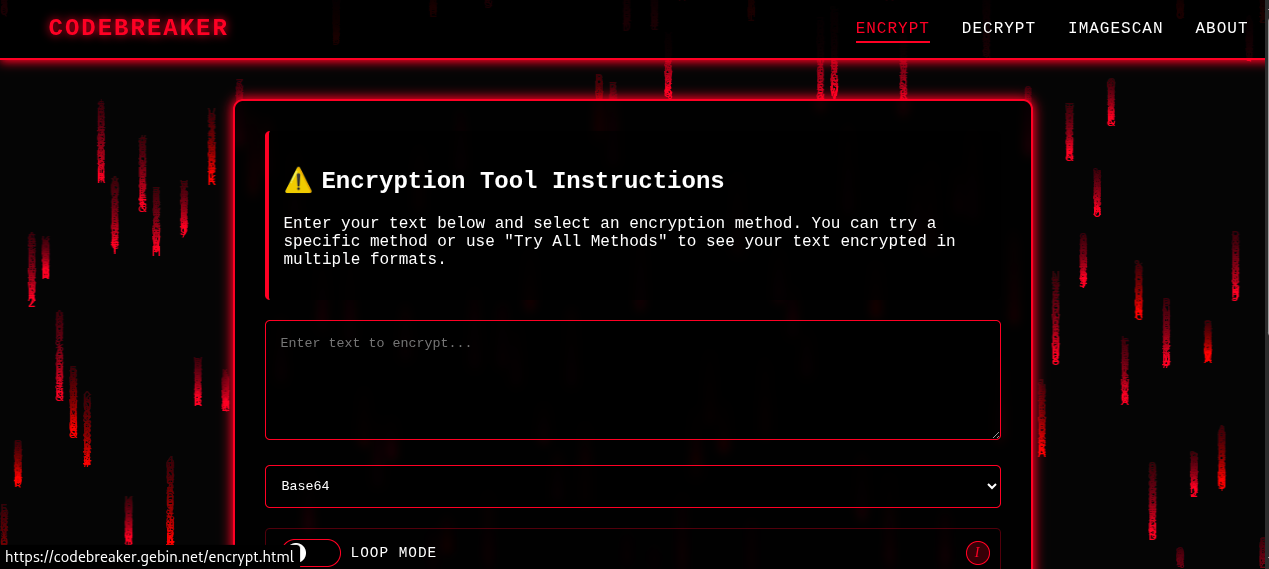 CODEBREAKER
ENCRYPT DECRYPT IMAGESCAN ABOUT
⚠️ Encryption Tool Instructions
Enter your text below and select an encryption method. You can try a
specific method or use "Try All Methods" to see your text encrypted in
multiple formats.
Enter text to encrypt...
Base64
LOOP MODE
https://codebreaker.gebin.net/encrypt.html